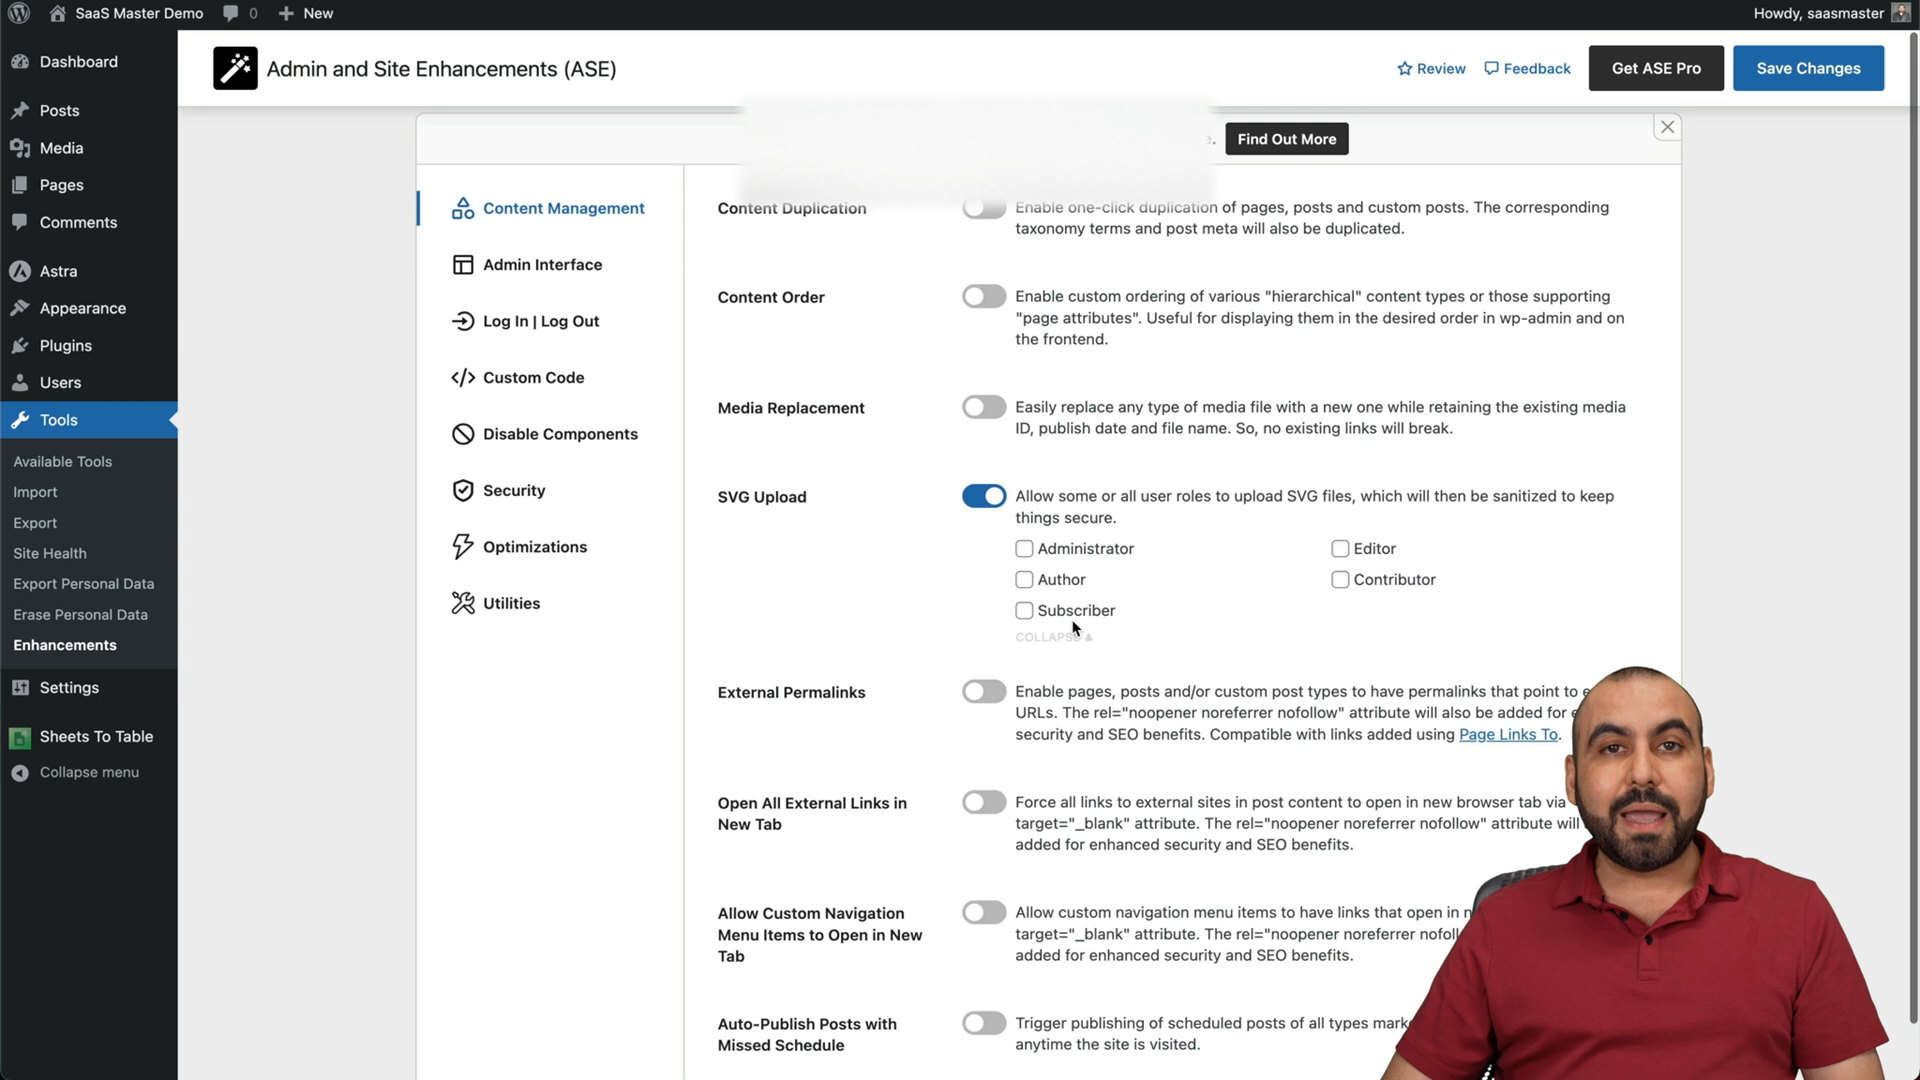 SaaS Master Demo 0 New Howdy, saasmaster
Dashboard
Posts
Media
Pages
Comments
Astra
Appearance
Plugins
Users
Tools
Available Tools
Import
Export
Site Health
Export Personal Data
Erase Personal Data
Enhancements
Settings
Sheets To Table
Collapse menu
Admin and Site Enhancements (ASE) Review Feedback Get ASE Pro Save Changes
Find Out More
Content Management
Admin Interface
Log In | Log Out
Custom Code
Disable Components
Security
Optimizations
Utilities
Content Duplication
Enable one-click duplication of pages, posts and custom posts. The corresponding
taxonomy terms and post meta will also be duplicated.
Content Order
Enable custom ordering of various "hierarchical" content types or those supporting
"page attributes". Useful for displaying them in the desired order in wp-admin and on
the frontend.
Media Replacement
Easily replace any type of media file with a new one while retaining the existing media
ID, publish date and file name. So, no existing links will break.
SVG Upload
Allow some or all user roles to upload SVG files, which will then be sanitized to keep
things secure.
Administrator Editor
Author Contributor
Subscriber
COLLAPSE ▲
External Permalinks
Enable pages, posts and/or custom post types to have permalinks that point to
URLs. The rel="noopener noreferrer nofollow" attribute will also be added for
security and SEO benefits. Compatible with links added using Page Links To.
Open All External Links in
New Tab
Force all links to external sites in post content to open in new browser tab via
target="_blank" attribute. The rel="noopener noreferrer nofollow" attribute will
added for enhanced security and SEO benefits.
Allow Custom Navigation
Menu Items to Open in New
Tab
Allow custom navigation menu items to have links that open in
target="_blank" attribute. The rel="noopener noreferrer
added for enhanced security and SEO benefits.
Auto-Publish Posts with
Missed Schedule
Trigger publishing of scheduled posts of all types
anytime the site is visited.